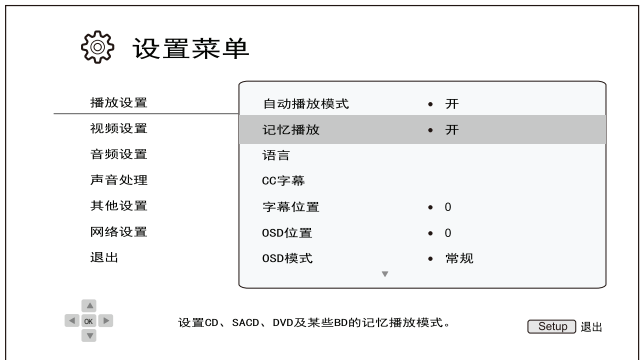 设置菜单
播放设置
视频设置
音频设置
声音处理
其他设置
网络设置
退出
自动播放模式 • 开
记忆播放 • 开
语言
CC字幕
字幕位置 • 0
OSD位置 • 0
OSD模式 • 常规
OK
设置CD、SACD、DVD及某些BD的记忆播放模式。
Setup 退出